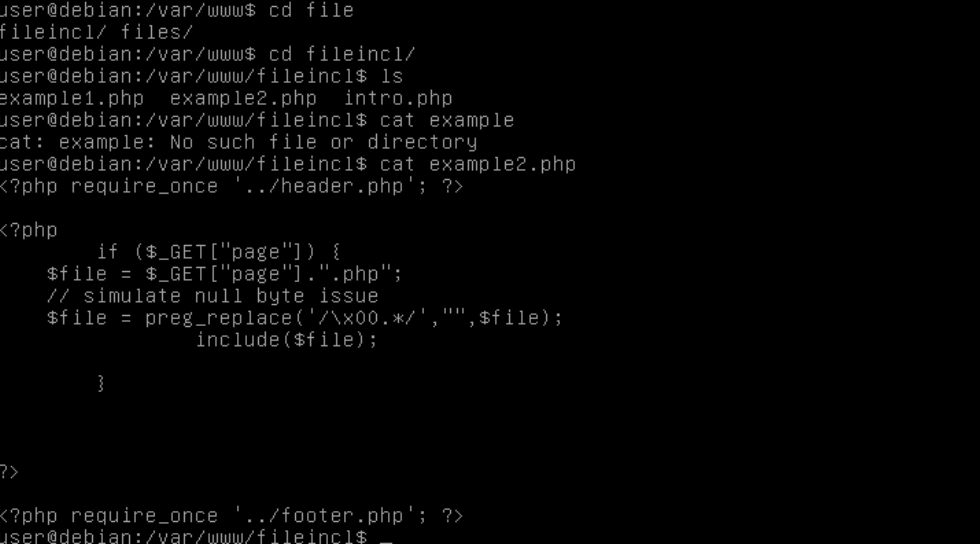 user@debian:/var/www$ cd file
fileincl/ files/
user@debian:/var/www$ cd fileincl/
user@debian:/var/www/fileincl$ ls
example1.php  example2.php  intro.php
user@debian:/var/www/fileincl$ cat example
cat: example: No such file or directory
user@debian:/var/www/fileincl$ cat example2.php
<?php require_once '../header.php'; ?>
<?php
if ($_GET["page"]) {
$file = $_GET["page"].".php";
// simulate null byte issue
$file = preg_replace('/\x00.*/',"",$file);
include($file);
}
?>
<?php require_once '../footer.php'; ?>
user@debian:/var/www/fileincl$ _